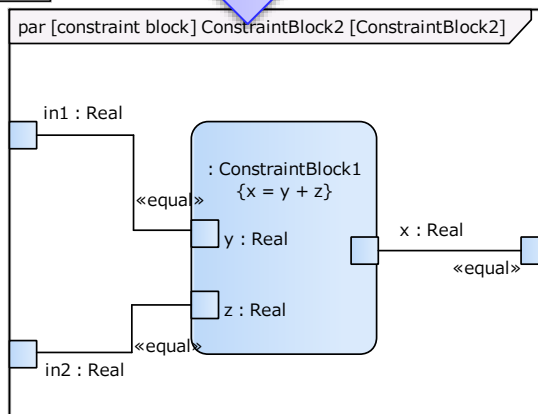 par [constraint block] ConstraintBlock2 [ConstraintBlock2]
in1 : Real
: ConstraintBlock1
{x = y + z}
«equal»
x : Real
y : Real
«equal»
z : Real
«equal»
in2 : Real